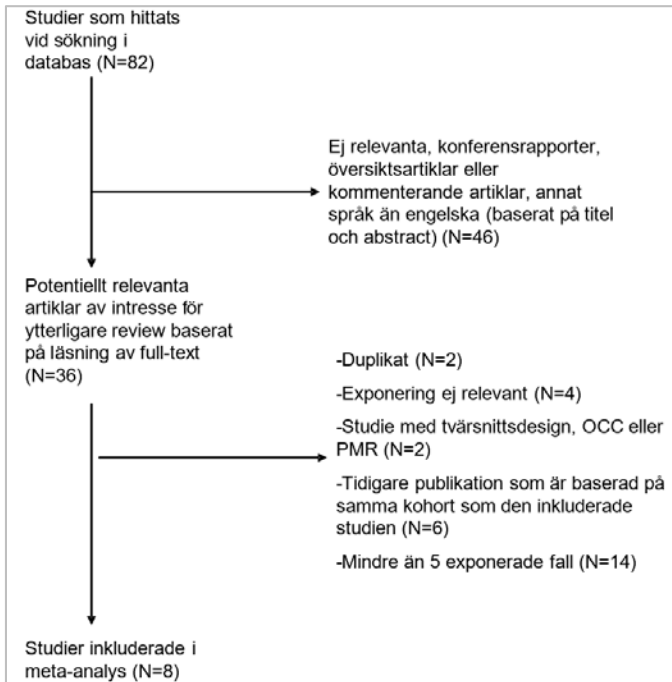 Studier som hittats
vid sökning i
databas (N=82)
Ej relevanta, konferensrapporter,
översiktsartiklar eller
kommenterande artiklar, annat
språk än engelska (baserat på titel
och abstract) (N=46)
Potentiellt relevanta
artiklar av intresse för
ytterligare review baserat
på läsning av full-text
(N=36)
-Duplikat (N=2)
-Exponering ej relevant (N=4)
-Studie med tvärsnittsdesign, OCC eller
PMR (N=2)
-Tidigare publikation som är baserad på
samma kohort som den inkluderade
studien (N=6)
-Mindre än 5 exponerade fall (N=14)
Studier inkluderade i
meta-analys (N=8)